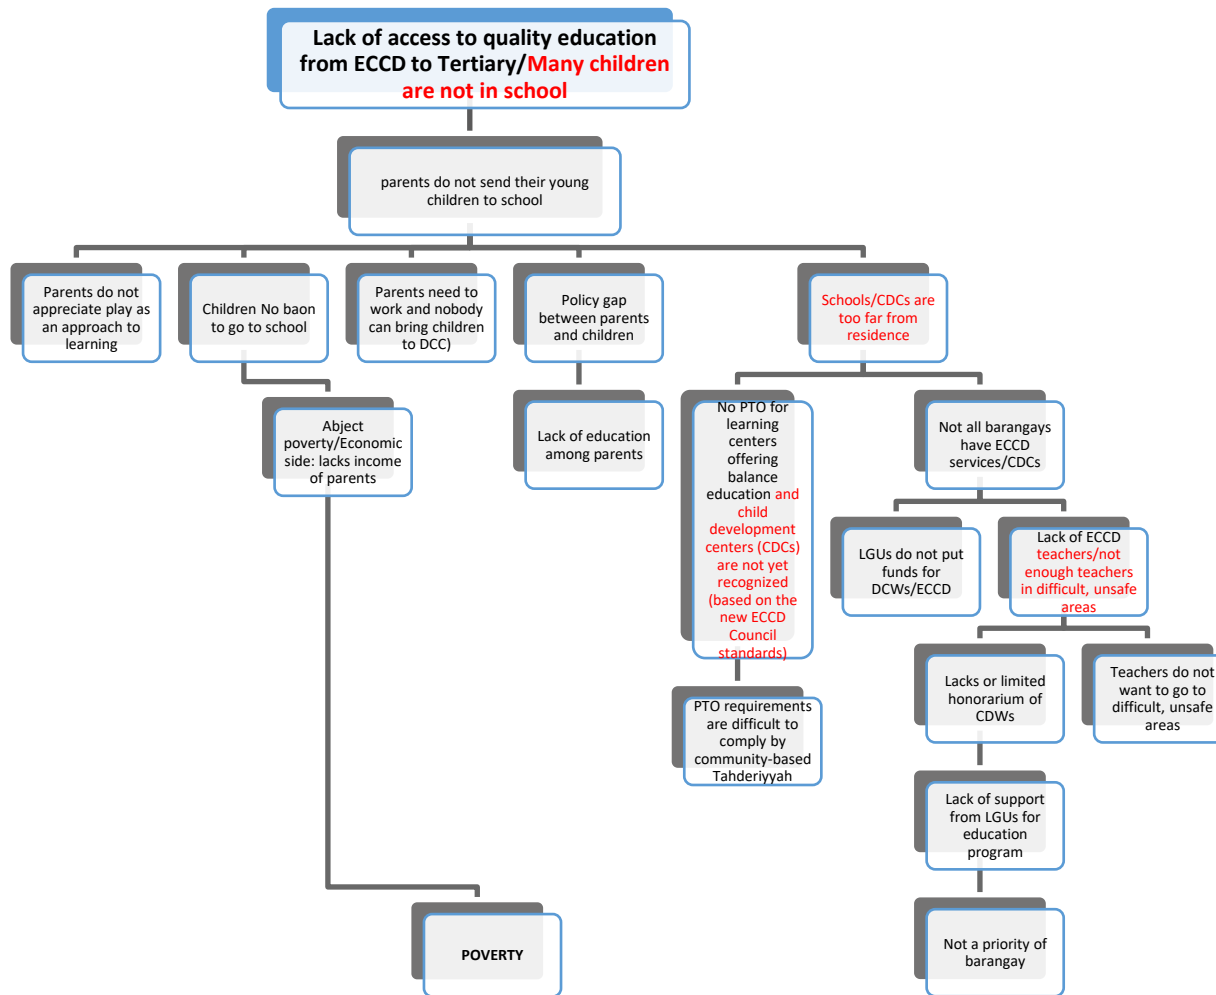 Lack of access to quality education
from ECCD to Tertiary/Many children
are not in school
parents do not send their young
children to school
Parents do not
appreciate play as
an approach to
learning
Children No baon
to go to school
Parents need to
work and nobody
can bring children
to DCC)
Policy gap
between parents
and children
Schools/CDCs are
too far from
residence
Abject
poverty/Economic
side: lacks income
of parents
Lack of education
among parents
No PTO for
learning
centers
offering
balance
education and
child
development
centers (CDCs)
are not yet
recognized
(based on the
new ECCD
Council
standards)
Not all barangays
have ECCD
services/CDCs
LGUs do not put
funds for
DCWs/ECCD
Lack of ECCD
teachers/not
enough teachers
in difficult, unsafe
areas
PTO requirements
are difficult to
comply by
community-based
Tahderiyyah
Lacks or limited
honorarium of
CDWs
Teachers do not
want to go to
difficult, unsafe
areas
Lack of support
from LGUs for
education
program
POVERTY
Not a priority of
barangay